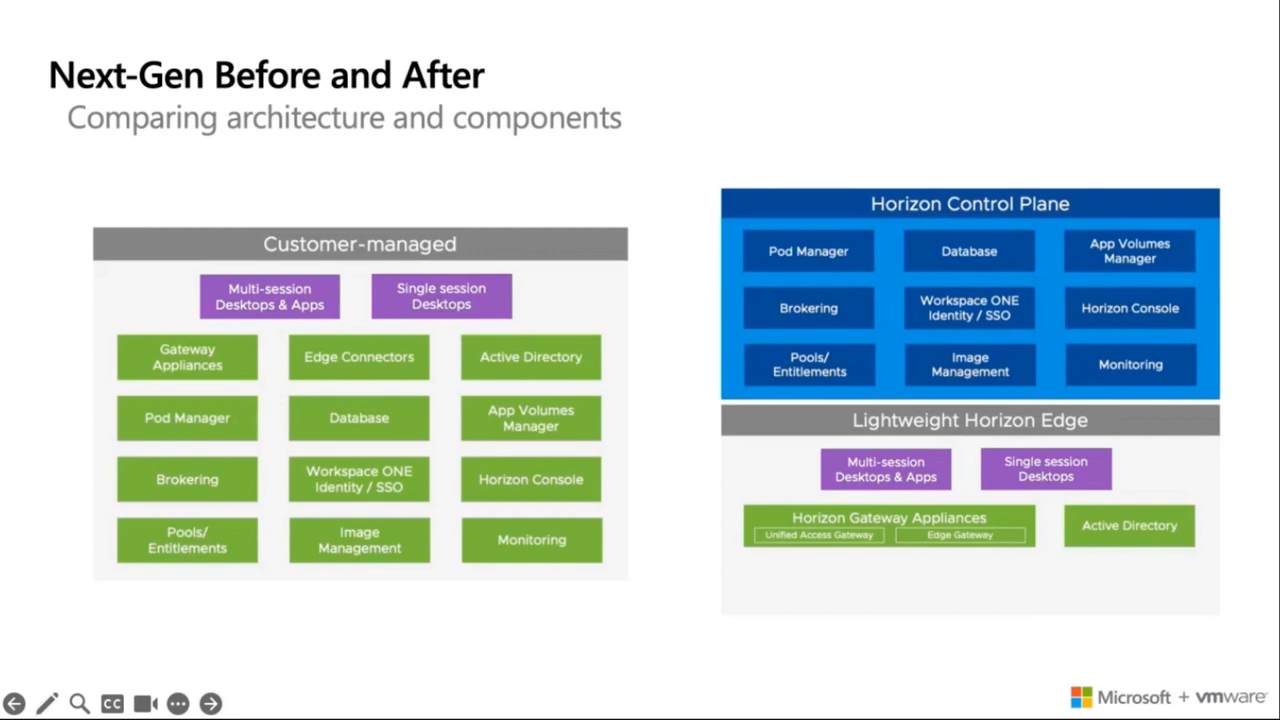 Next-Gen Before and After
Comparing architecture and components
Customer-managed
Multi-session
Desktops & Apps
Single session
Desktops
Gateway
Appliances
Edge Connectors
Active Directory
Pod Manager
Database
App Volumes
Manager
Brokering
Workspace ONE
Identity / SSO
Horizon Console
Pools/
Entitlements
Image
Management
Monitoring
Horizon Control Plane
Pod Manager
Database
App Volumes
Manager
Brokering
Workspace ONE
Identity / SSO
Horizon Console
Pools/
Entitlements
Image
Management
Monitoring
Lightweight Horizon Edge
Multi-session
Desktops & Apps
Single session
Desktops
Horizon Gateway Appliances
Unified Access Gateway
Edge Gateway
Active Directory
CC
Microsoft + vmware